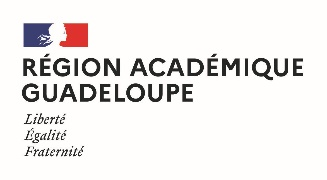 RÉGION ACADÉMIQUE
GUADELOUPE
Liberté
Égalité
Fraternité